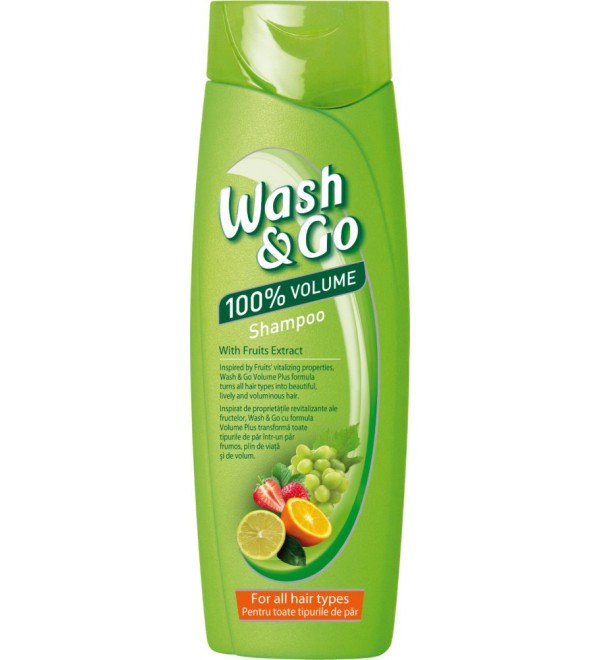 Wash
& Go
100% VOLUME
Shampoo
With Fruits Extract
Inspired by Fruits' vitalizing properties,
Wash & Go Volume Plus formula
turns all hair types into beautiful,
lively and voluminous hair.
Inspirat de proprietățile revitalizante ale
fructelor, Wash & Go cu formula
Volume Plus transformă toate
tipurile de păr într-un păr
frumos, plin de viață
și de volum.
For all hair types
Pentru toate tipurile de păr